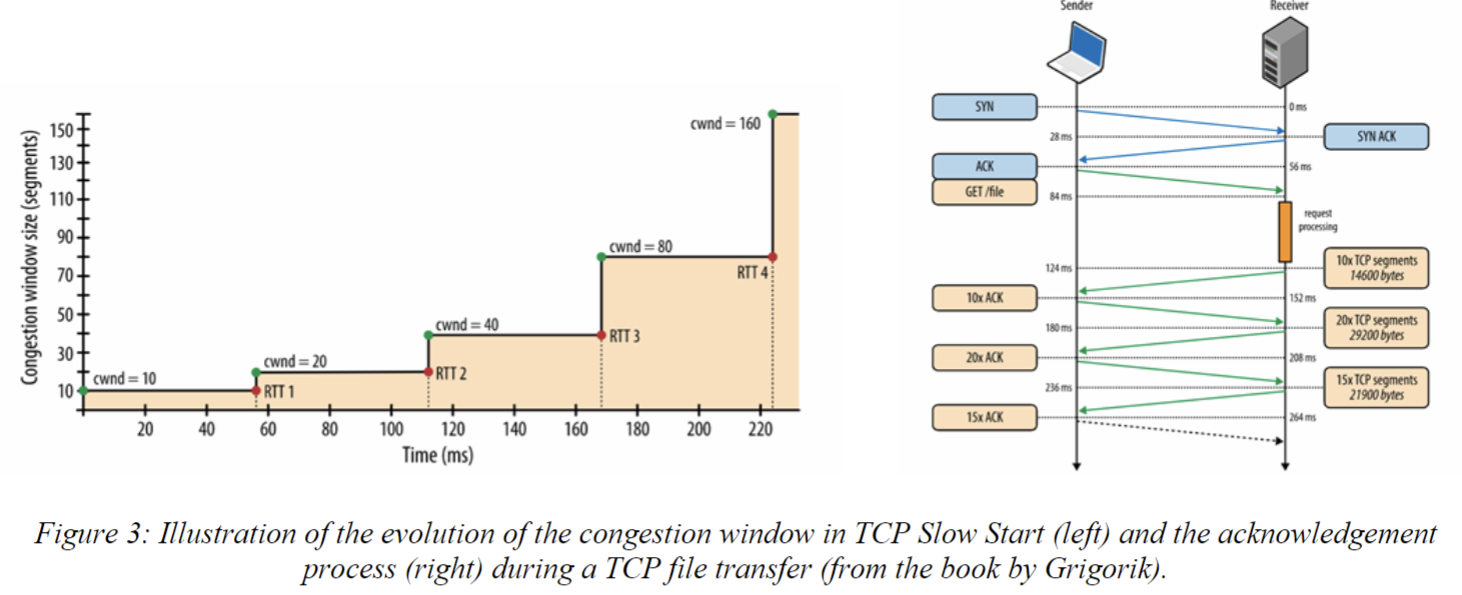 Congestion window size (segments)
150
130
110
90
70
50
30
10
cwnd = 10
cwnd = 20
cwnd = 40
cwnd = 80
cwnd = 160
RTT 1
RTT 2
RTT 3
RTT 4
20
40
60
80
100
120
140
160
180
200
220
Time (ms)
Sender
Receiver
SYN
0 ms
28 ms
SYN ACK
ACK
56 ms
GET /file
84 ms
request
processing
124 ms
10x TCP segments
14600 bytes
10x ACK
152 ms
180 ms
20x TCP segments
29200 bytes
20x ACK
208 ms
236 ms
15x TCP segments
21900 bytes
15x ACK
264 ms
Figure 3: Illustration of the evolution of the congestion window in TCP Slow Start (left) and the acknowledgement
process (right) during a TCP file transfer (from the book by Grigorik).